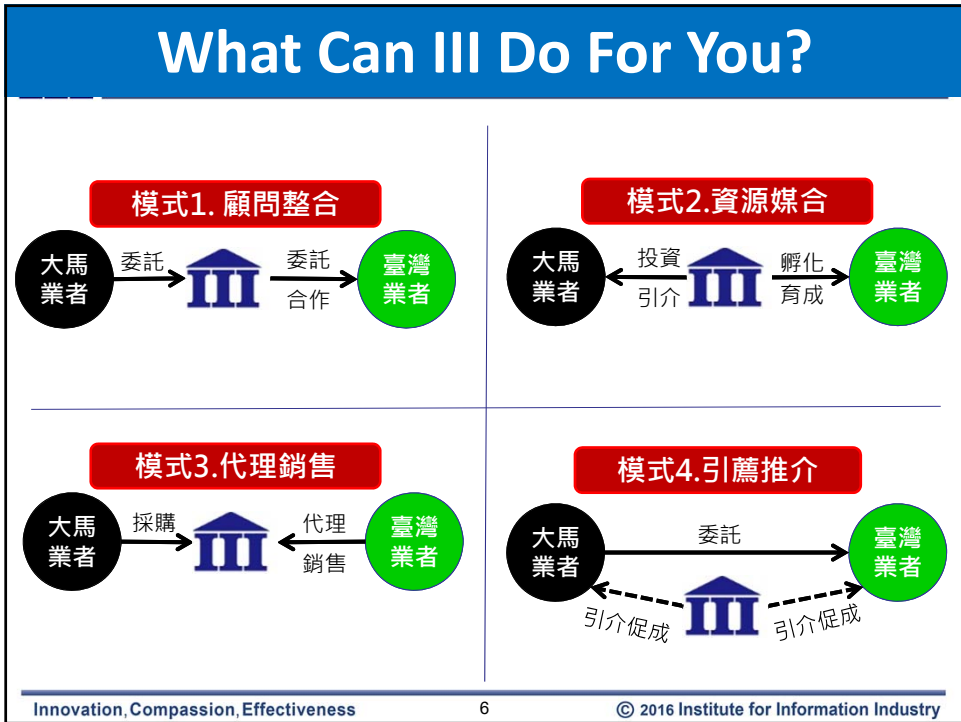 What Can III Do For You?
模式1. 顧問整合
大馬
業者
委託
委託
合作
臺灣
業者
模式2.資源媒合
大馬
業者
投資
引介
孵化
育成
臺灣
業者
模式3.代理銷售
大馬
業者
採購
代理
銷售
臺灣
業者
模式4.引薦推介
大馬
業者
委託
臺灣
業者
引介促成
引介促成
Innovation,Compassion,Effectiveness
6
© 2016 Institute for Information Industry